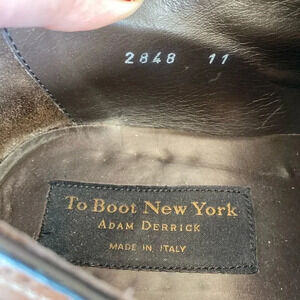 2848 11
To Boot New York
ADAM DERRICK
MADE IN ITALY